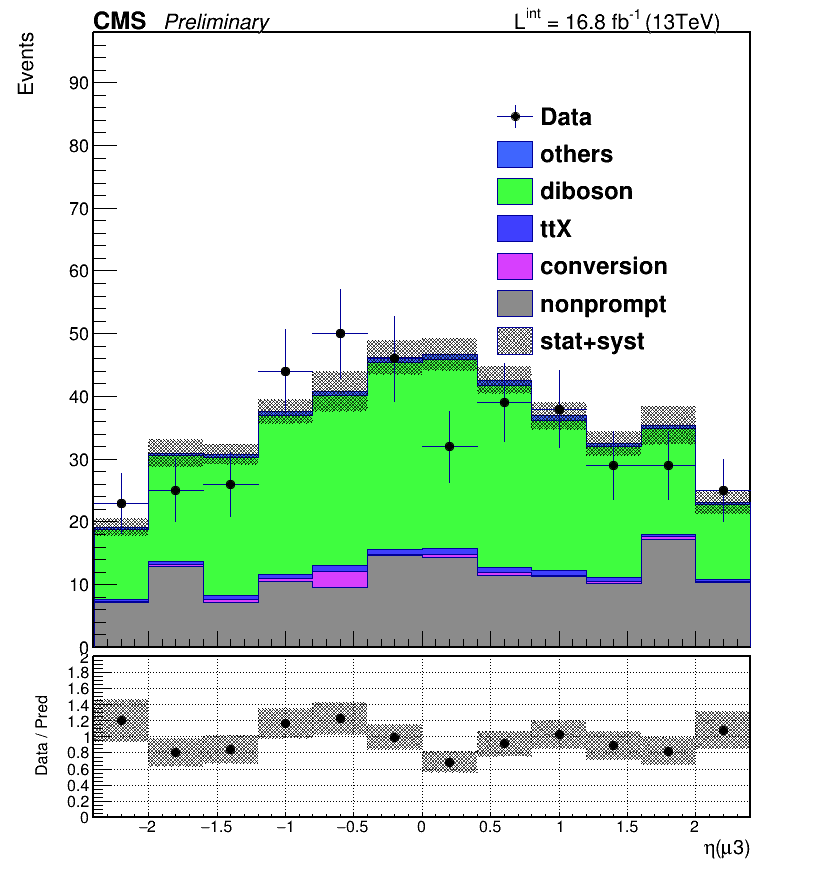 CMS Preliminary L^int = 16.8 fb^-1 (13TeV)
Events
90
80
70
60
50
40
30
20
10
0
Data
others
diboson
ttX
conversion
nonprompt
stat+syst
Data / Pred
2
1.8
1.6
1.4
1.2
1
0.8
0.6
0.4
0.2
0
−2 −1.5 −1 −0.5 0 0.5 1 1.5 2
η(μ3)